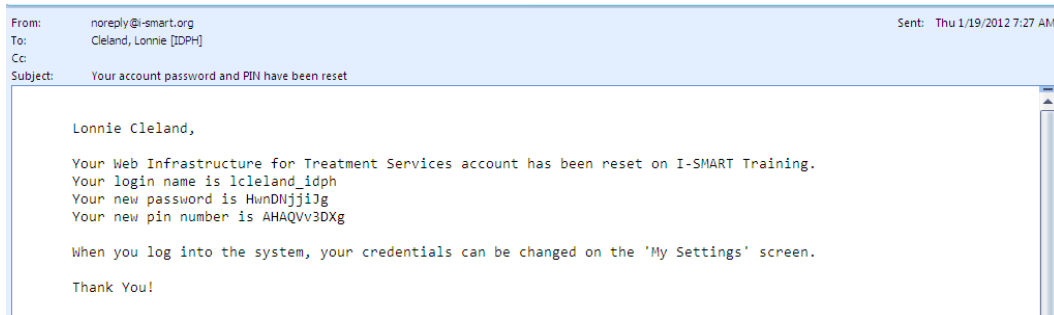 From: noreply@i-smart.org Sent: Thu 1/19/2012 7:27 AM
To: Cleland, Lonnie [IDPH]
Cc:
Subject: Your account password and PIN have been reset
Lonnie Cleland,
Your Web Infrastructure for Treatment Services account has been reset on I-SMART Training.
Your login name is lcleland_idph
Your new password is HwnDNjjiJg
Your new pin number is AHAQVv3DXg
When you log into the system, your credentials can be changed on the 'My Settings' screen.
Thank You!